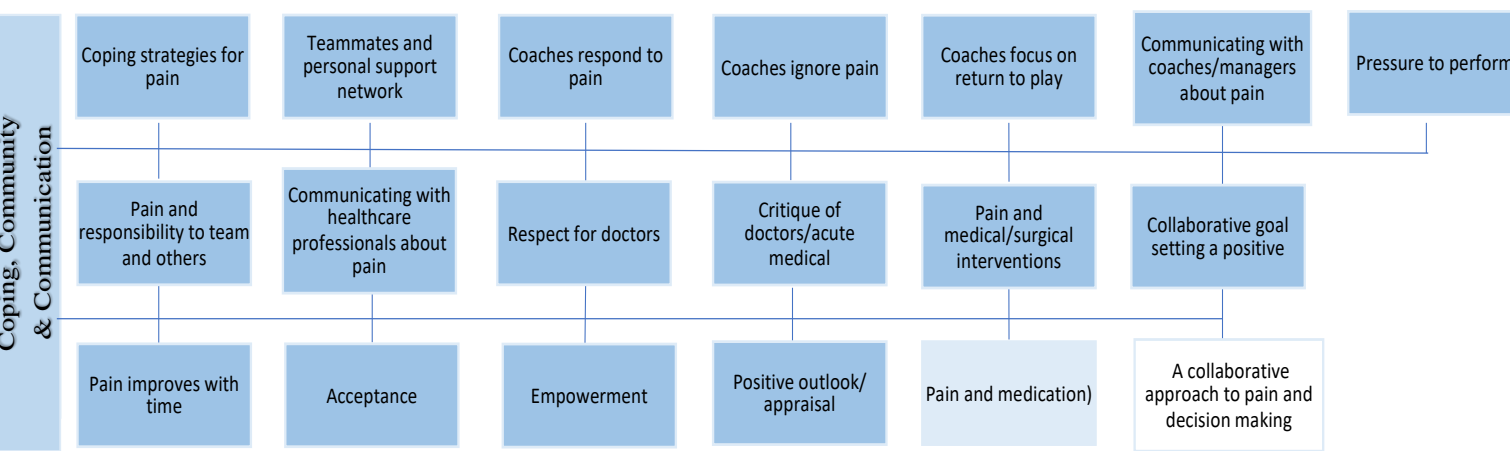 Coping, Community
& Communication
Coping strategies for
pain
Teammates and
personal support
network
Coaches respond to
pain
Coaches ignore pain
Coaches focus on
return to play
Communicating with
coaches/managers
about pain
Pressure to perform
Pain and
responsibility to team
and others
Communicating with
healthcare
professionals about
pain
Respect for doctors
Critique of
doctors/acute
medical
Pain and
medical/surgical
interventions
Collaborative goal
setting a positive
Pain improves with
time
Acceptance
Empowerment
Positive outlook/
appraisal
Pain and medication)
A collaborative
approach to pain and
decision making